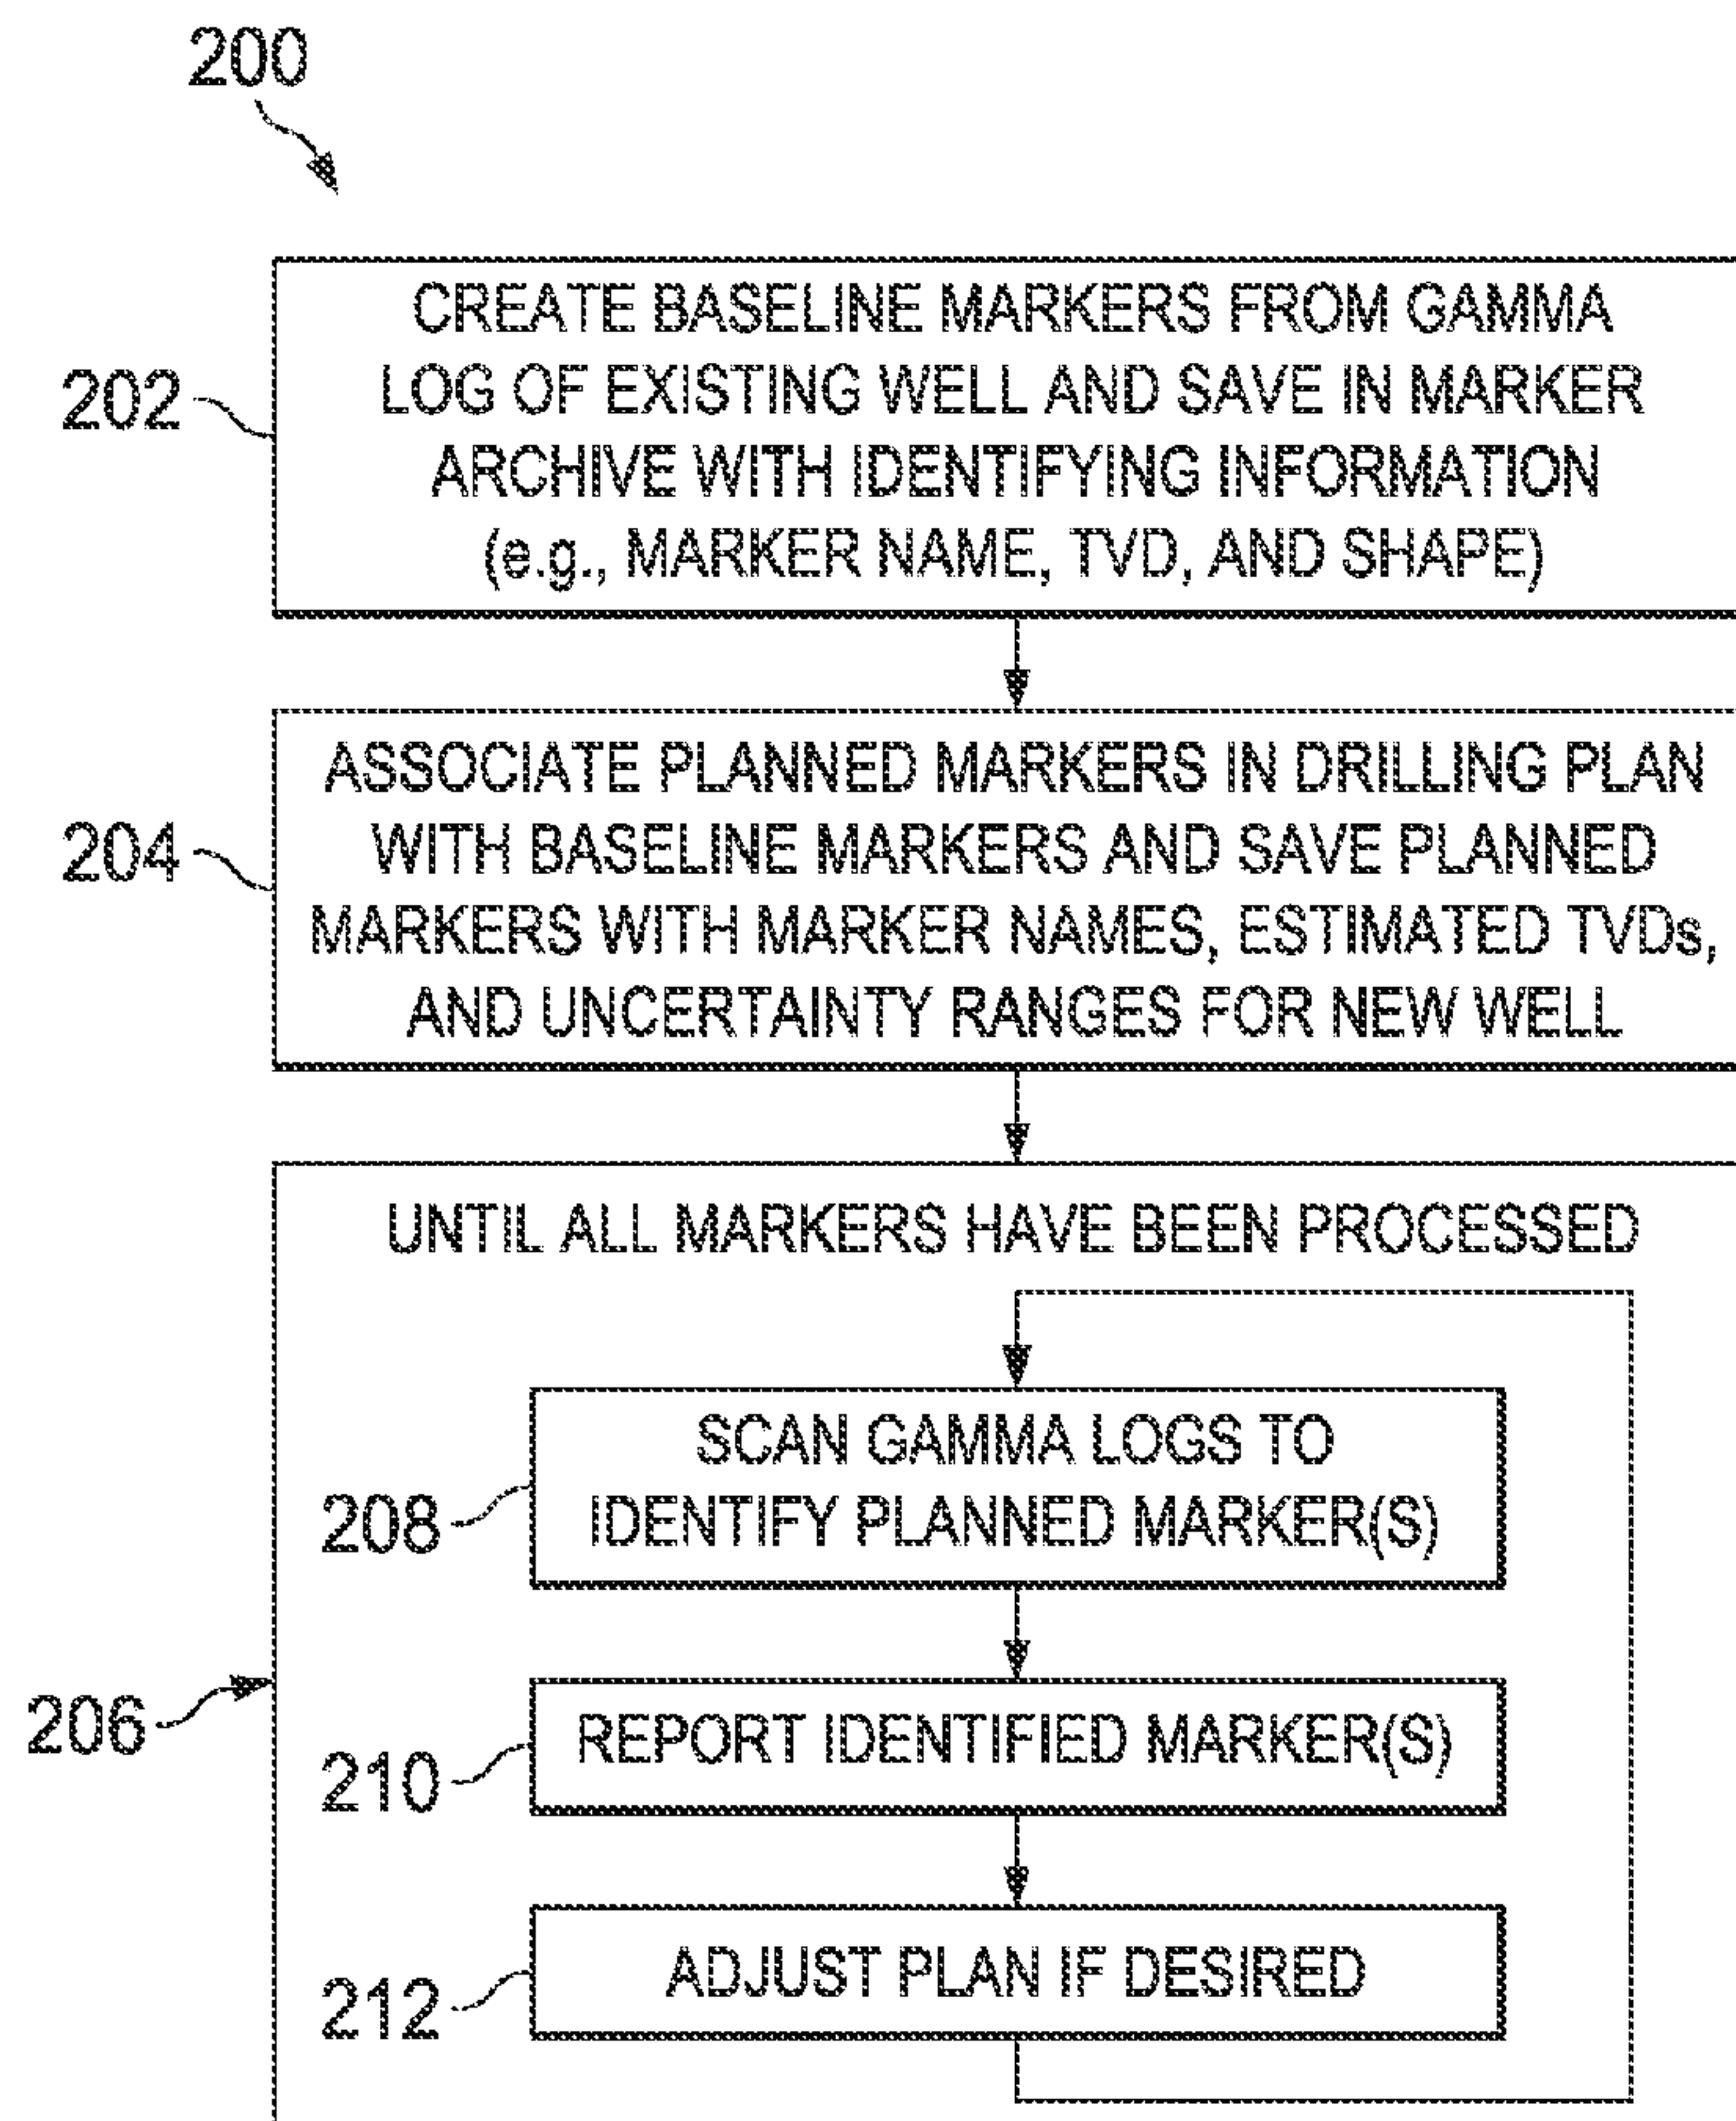 200
202
CREATE BASELINE MARKERS FROM GAMMA
LOG OF EXISTING WELL AND SAVE IN MARKER
ARCHIVE WITH IDENTIFYING INFORMATION
(e.g., MARKER NAME, TVD, AND SHAPE)
204
ASSOCIATE PLANNED MARKERS IN DRILLING PLAN
WITH BASELINE MARKERS AND SAVE PLANNED
MARKERS WITH MARKER NAMES, ESTIMATED TVDs,
AND UNCERTAINTY RANGES FOR NEW WELL
206
UNTIL ALL MARKERS HAVE BEEN PROCESSED
208
SCAN GAMMA LOGS TO
IDENTIFY PLANNED MARKER(S)
210
REPORT IDENTIFIED MARKER(S)
212
ADJUST PLAN IF DESIRED